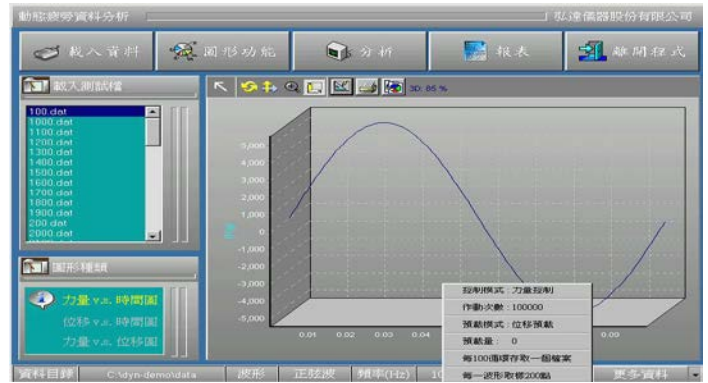 動態疲勞資料分析
弘達儀器股份有限公司
載入資料
圖形功能
分析
報表
離開程式
載入測試檔
3D: 85 %
100.dat
1000.dat
1100.dat
1200.dat
1300.dat
1400.dat
1500.dat
1600.dat
1700.dat
1800.dat
1900.dat
200.dat
2000.dat
5,000
4,000
3,000
2,000
1,000
0
-1,000
-2,000
-3,000
-4,000
-5,000
0.01
0.02
0.03
0.04
0.09
圖形種類
力量 v.s. 時間圖
位移 v.s. 時間圖
力量 v.s. 位移圖
控制模式 : 力量控制
作動次數 : 100000
預載模式 : 位移預載
預載量 : 0
每100循環存取一個檔案
每一波形取樣200點
資料目錄
C:\dyn-demo\data
波形
正弦波
頻率(Hz)
10
更多資料